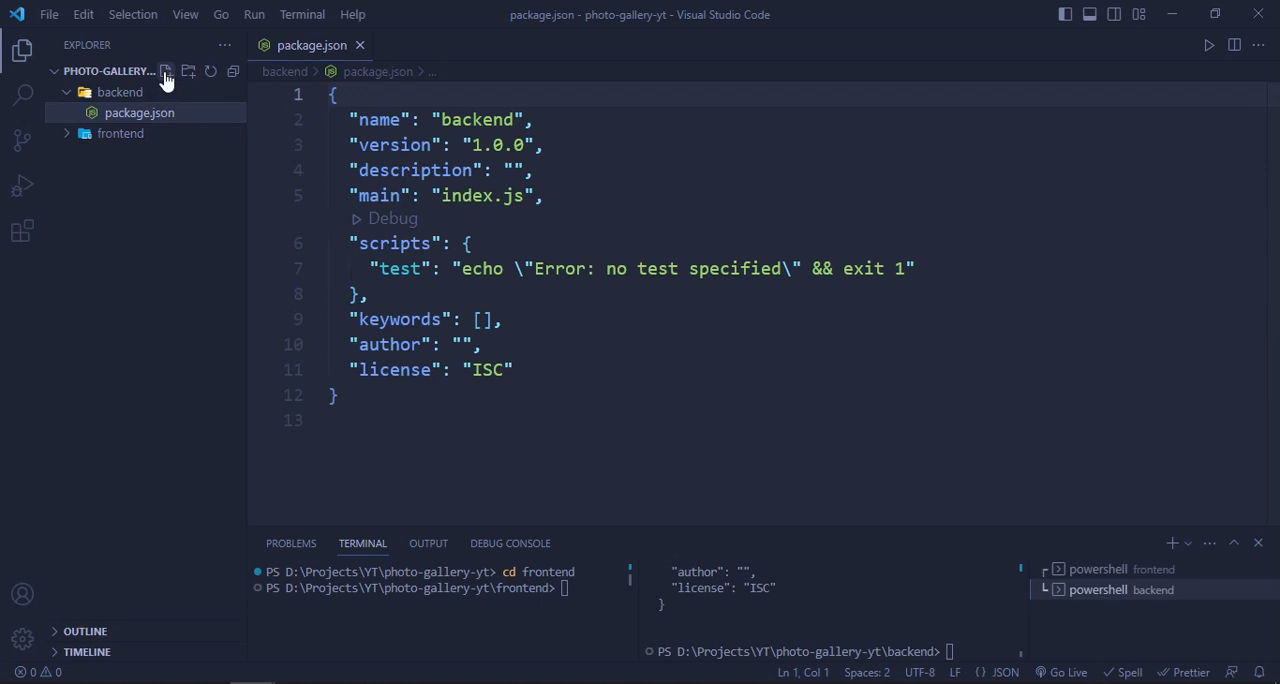 File Edit Selection View Go Run Terminal Help
package.json - photo-gallery-yt - Visual Studio Code
EXPLORER
PHOTO-GALLERY...
backend
package.json
frontend
OUTLINE
TIMELINE
package.json
backend > package.json > ...
1 {
2 "name": "backend",
3 "version": "1.0.0",
4 "description": "",
5 "main": "index.js",
Debug
6 "scripts": {
7 "test": "echo \"Error: no test specified\" && exit 1"
8 },
9 "keywords": [],
10 "author": "",
11 "license": "ISC"
12 }
13
PROBLEMS TERMINAL OUTPUT DEBUG CONSOLE
PS D:\Projects\YT\photo-gallery-yt> cd frontend
PS D:\Projects\YT\photo-gallery-yt\frontend>
"author": "",
"license": "ISC"
}
PS D:\Projects\YT\photo-gallery-yt\backend>
powershell frontend
powershell backend
0 0
Ln 1, Col 1 Spaces: 2 UTF-8 LF {} JSON Go Live Spell Prettier